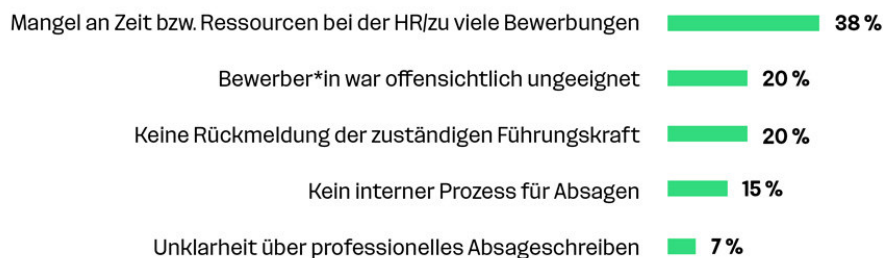 Mangel an Zeit bzw. Ressourcen bei der HR/zu viele Bewerbungen 38 %
Bewerber*in war offensichtlich ungeeignet 20 %
Keine Rückmeldung der zuständigen Führungskraft 20 %
Kein interner Prozess für Absagen 15 %
Unklarheit über professionelles Absageschreiben 7 %